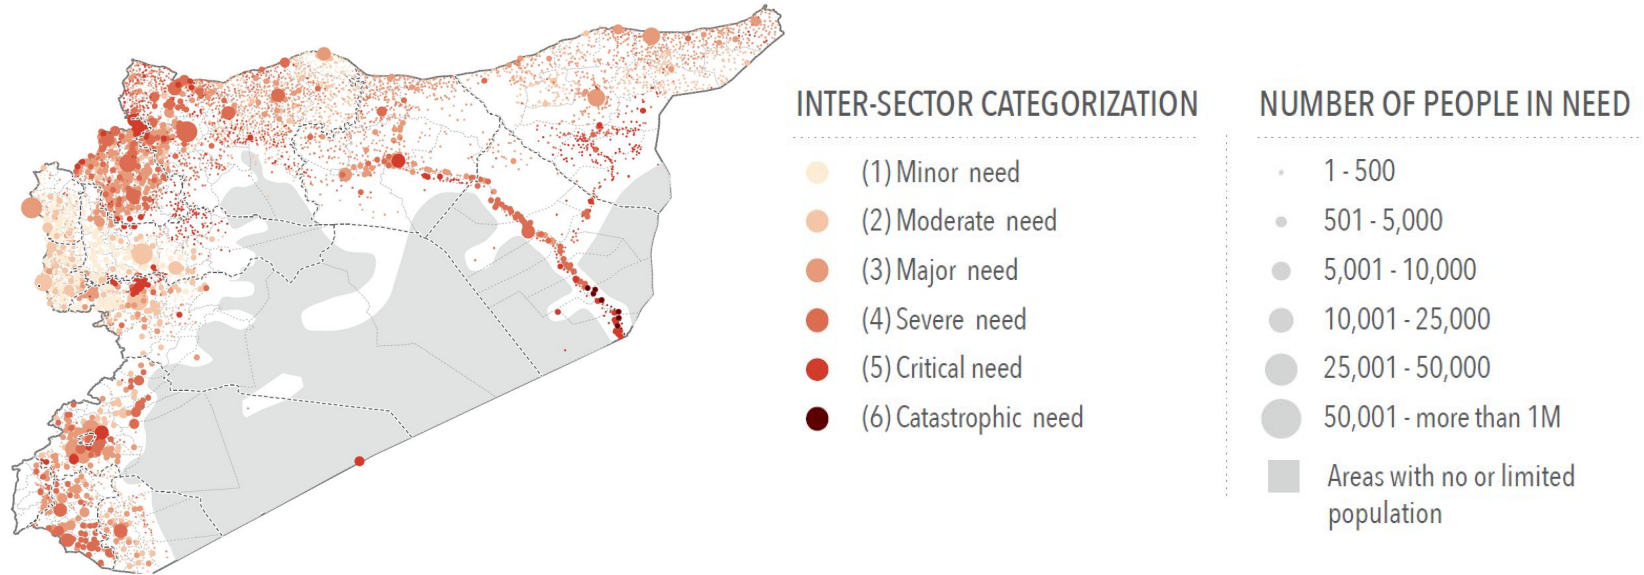 INTER-SECTOR CATEGORIZATION
(1) Minor need
(2) Moderate need
(3) Major need
(4) Severe need
(5) Critical need
(6) Catastrophic need
NUMBER OF PEOPLE IN NEED
1 - 500
501 - 5,000
5,001 - 10,000
10,001 - 25,000
25,001 - 50,000
50,001 - more than 1M
Areas with no or limited
population